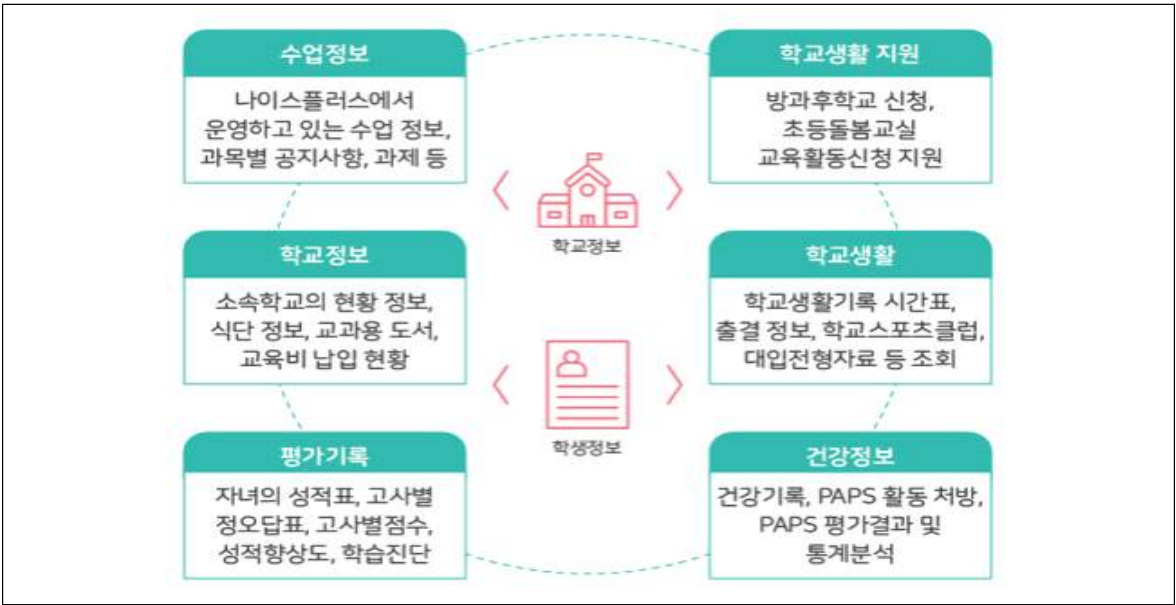 수업정보
나이스플러스에서
운영하고 있는 수업 정보,
과목별 공지사항, 과제 등
학교생활 지원
방과후학교 신청,
초등돌봄교실
교육활동신청 지원
학교정보
학교정보
소속학교의 현황 정보,
식단 정보, 교과용 도서,
교육비 납입 현황
학교생활
학교생활기록 시간표,
출결 정보, 학교스포츠클럽,
대입전형자료 등 조회
학생정보
평가기록
자녀의 성적표, 고사별
정오답표, 고사별점수,
성적향상도, 학습진단
건강정보
건강기록, PAPS 활동 처방,
PAPS 평가결과 및
통계분석